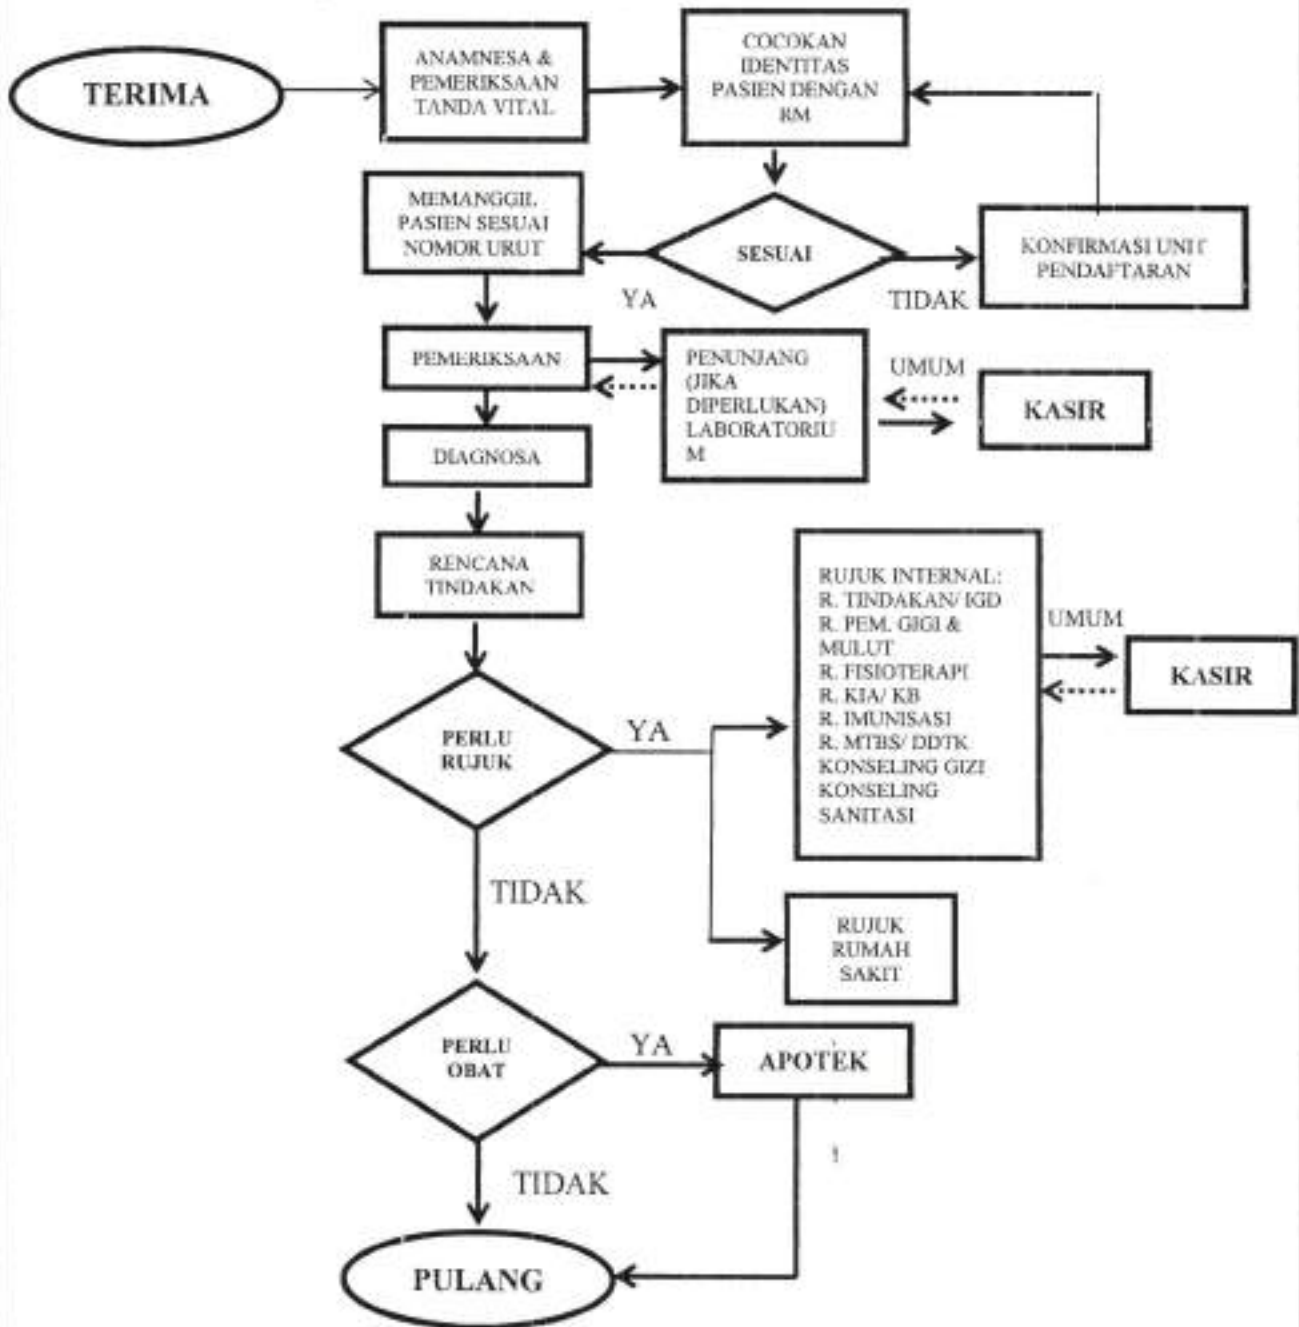 TERIMA
ANAMNESA &
PEMERIKSAAN
TANDA VITAL
COCOKAN
IDENTITAS
PASIEN DENGAN
RM
MEMANGGIL
PASIEN SESUAI
NOMOR URUT
SESUAI
KONFIRMASI UNIT
PENDAFTARAN
YA
TIDAK
PEMERIKSAAN
PENUNJANG
(JIKA
DIPERLUKAN)
LABORATORIU
M
UMUM
KASIR
DIAGNOSA
RENCANA
TINDAKAN
RUJUK INTERNAL:
R. TINDAKAN/ IGD
R. PEM. GIGI &
MULUT
R. FISIOTERAPI
R. KIA/ KB
R. IMUNISASI
R. MTBS/ DDTK
KONSELING GIZI
KONSELING
SANITASI
UMUM
KASIR
PERLU
RUJUK
YA
TIDAK
RUJUK
RUMAH
SAKIT
PERLU
OBAT
YA
APOTEK
TIDAK
PULANG